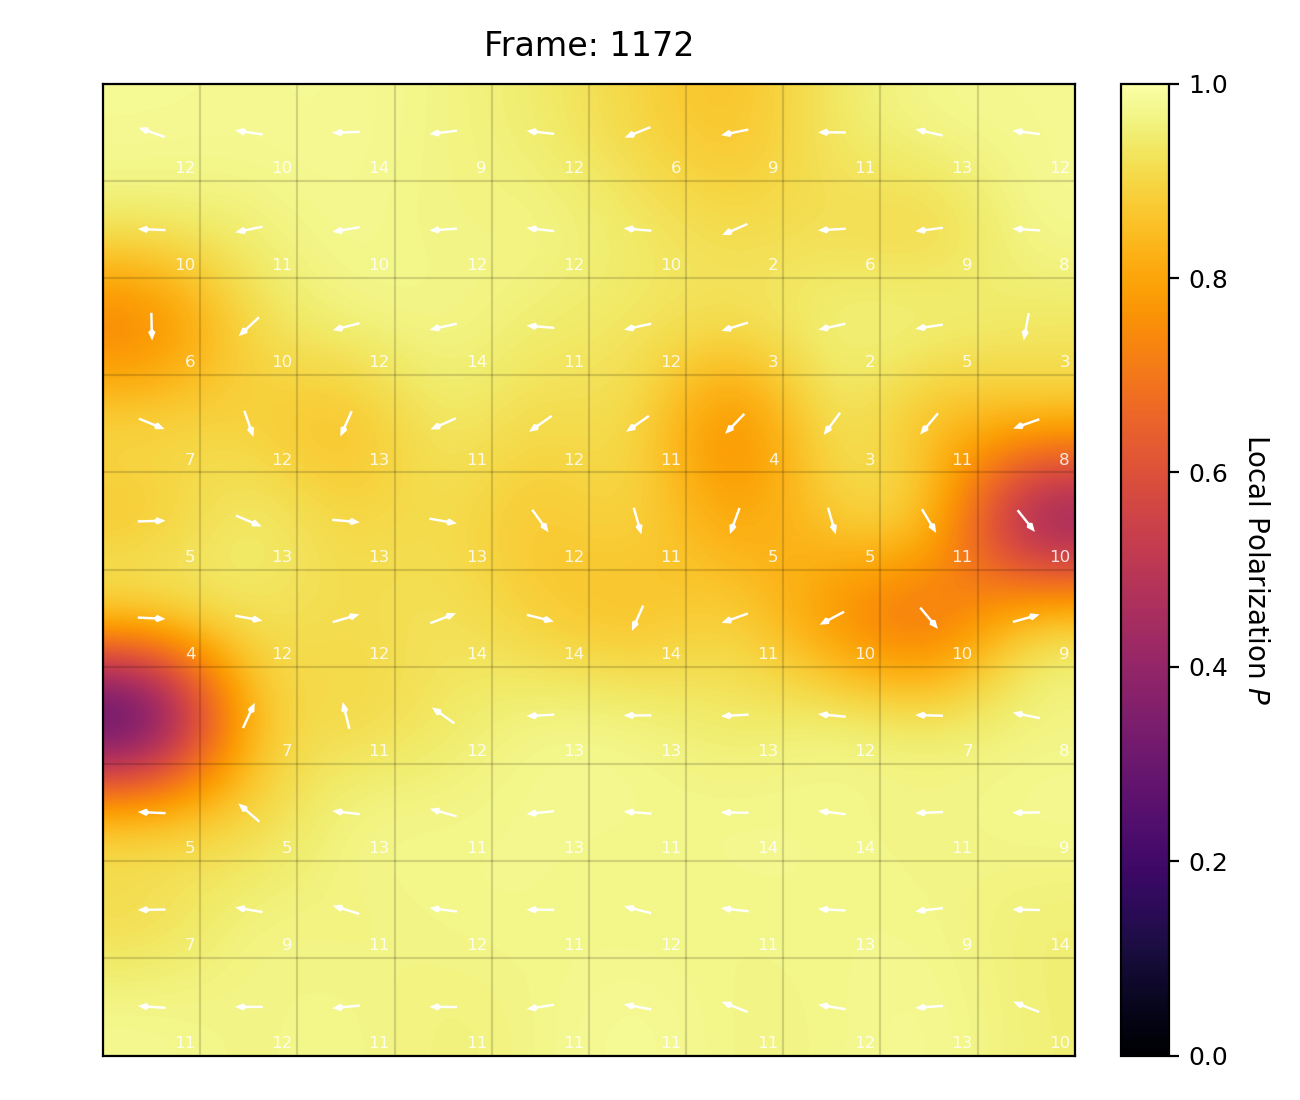 Frame: 1172
12 10 14 9 12 6 9 11 13 12
10 11 10 12 12 10 2 6 9 8
6 10 12 14 11 12 3 2 5 3
7 12 13 11 12 11 4 3 11 8
5 13 13 13 12 11 5 5 11 10
4 12 12 14 14 14 11 10 10 9
7 11 12 13 13 13 12 7 8
5 5 13 11 13 11 14 14 11 9
7 9 11 12 11 12 11 13 9 14
11 12 11 11 11 11 11 12 13 10
1.0
0.8
0.6
0.4
0.2
0.0
Local Polarization P